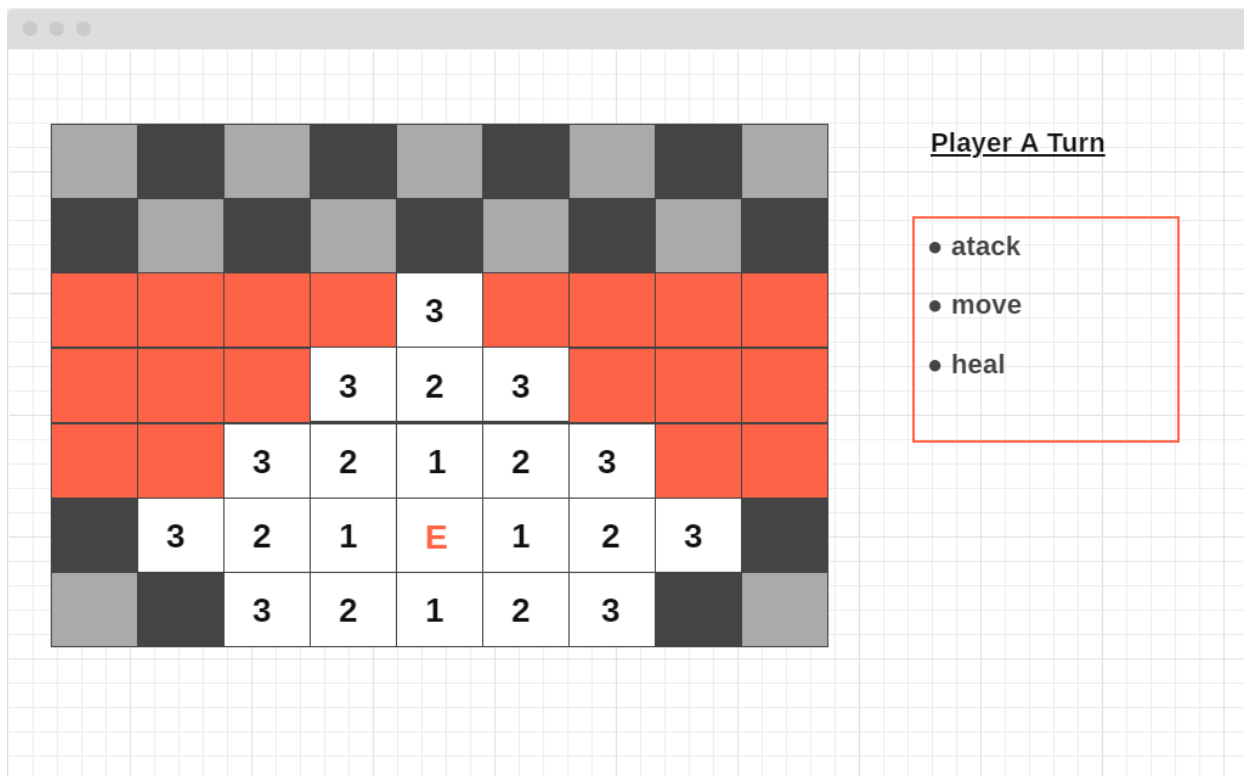 Player A Turn
• atack
• move
• heal
3
3 2 3
3 2 1 2 3
3 2 1 E 1 2 3
3 2 1 2 3